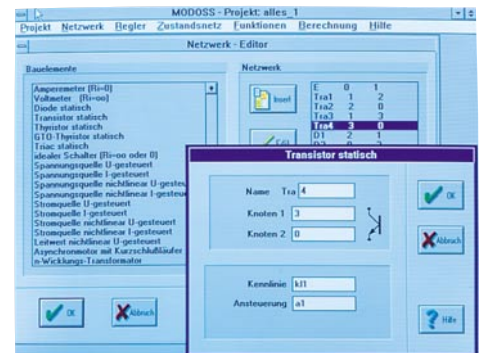 MODOSS - Projekt: alles_1
Projekt Netzwerk Regler Zustandsnetz Funktionen Berechnung Hilfe
Netzwerk - Editor
Bauelemente
Amperemeter (Ri=0)
Voltmeter (Ri=oo)
Diode statisch
Transistor statisch
Thyristor statisch
GTO-Thyristor statisch
Triac statisch
idealer Schalter (Ri=oo oder 0)
Spannungsquelle U-gesteuert
Spannungsquelle I-gesteuert
Spannungsquelle nichtlinear U-gesteu
Spannungsquelle nichtlinear I-gesteu
Stromquelle U-gesteuert
Stromquelle I-gesteuert
Stromquelle nichtlinear U-gesteuert
Stromquelle nichtlinear I-gesteuert
Leitwert nichtlinear U-gesteuert
Asynchronmotor mit Kurzschlußläufer
n-Wicklungs-Transformator
OK
Abbruch
Netzwerk
Insert
Edit
E 0 1
Tra1 1 2
Tra2 2 0
Tra3 1 3
Tra4 3 0
D1 2 1
Transistor statisch
Name Tra 4
Knoten 1 3
Knoten 2 0
Kennlinie kl1
Ansteuerung a1
OK
Abbruch
Hilfe